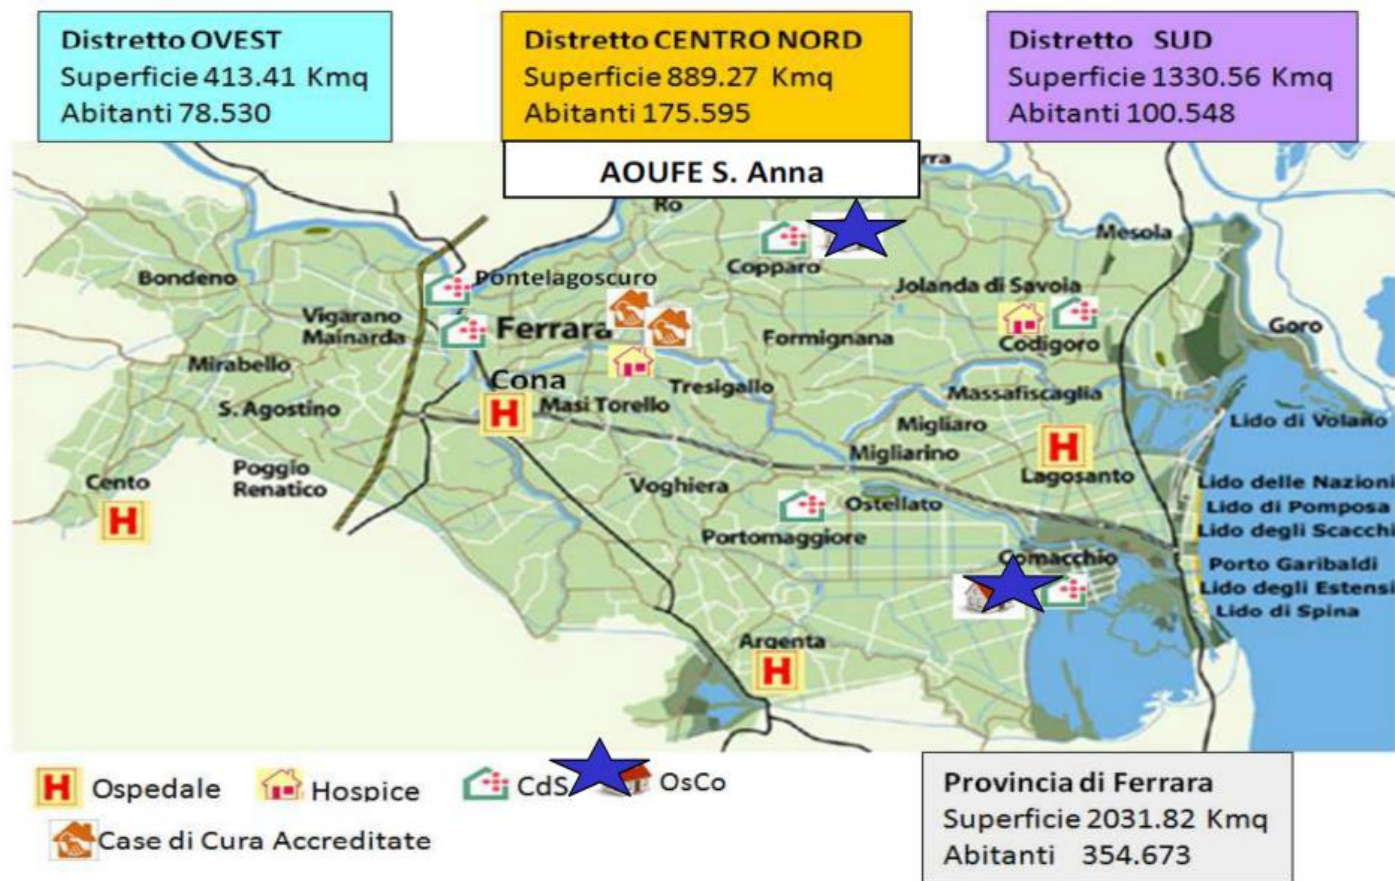 Distretto OVEST
Superficie 413.41 Kmq
Abitanti 78.530
Distretto CENTRO NORD
Superficie 889.27 Kmq
Abitanti 175.595
Distretto SUD
Superficie 1330.56 Kmq
Abitanti 100.548
AOUFE S. Anna
Ro
Mesola
Copparo
Bondeno
Pontelagoscuro
Jolanda di Savoia
Vigarano
Mainarda
Ferrara
Formignana
Goro
Codigoro
Mirabello
Cona
Tresigallo
Massafiscaglia
S. Agostino
Masi Torello
Migliaro
Lido di Volano
H
Migliarino
H
Poggio
Renatico
Cento
Voghiera
Lagosanto
Lido delle Nazioni
H
Ostellato
Lido di Pomposa
Portomaggiore
Lido degli Scacchi
Comacchio
Porto Garibaldi
Lido degli Estensi
Lido di Spina
Argenta
H
H Ospedale
Hospice
CdS
OsCo
Case di Cura Accreditate
Provincia di Ferrara
Superficie 2031.82 Kmq
Abitanti 354.673